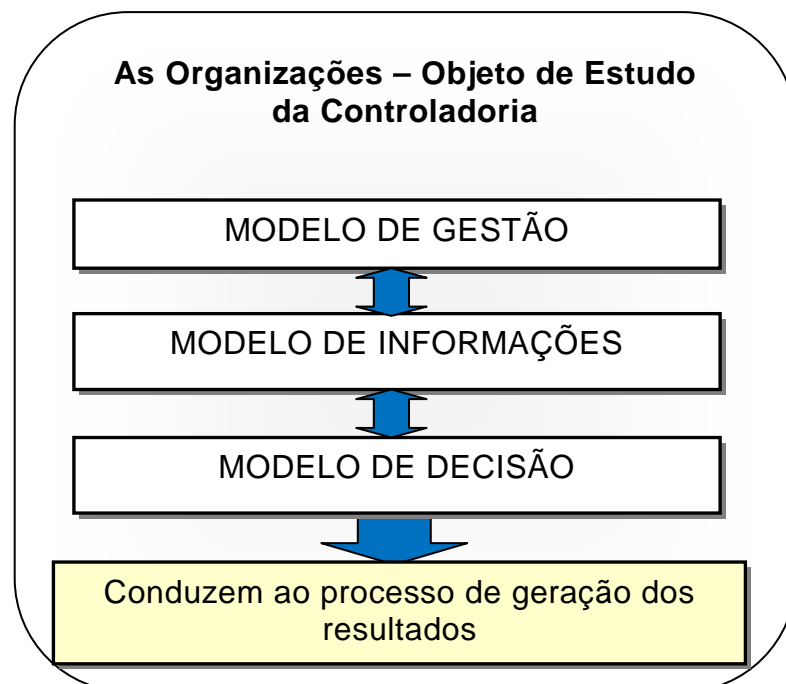 As Organizações – Objeto de Estudo
da Controladoria
MODELO DE GESTÃO
MODELO DE INFORMAÇÕES
MODELO DE DECISÃO
Conduzem ao processo de geração dos
resultados